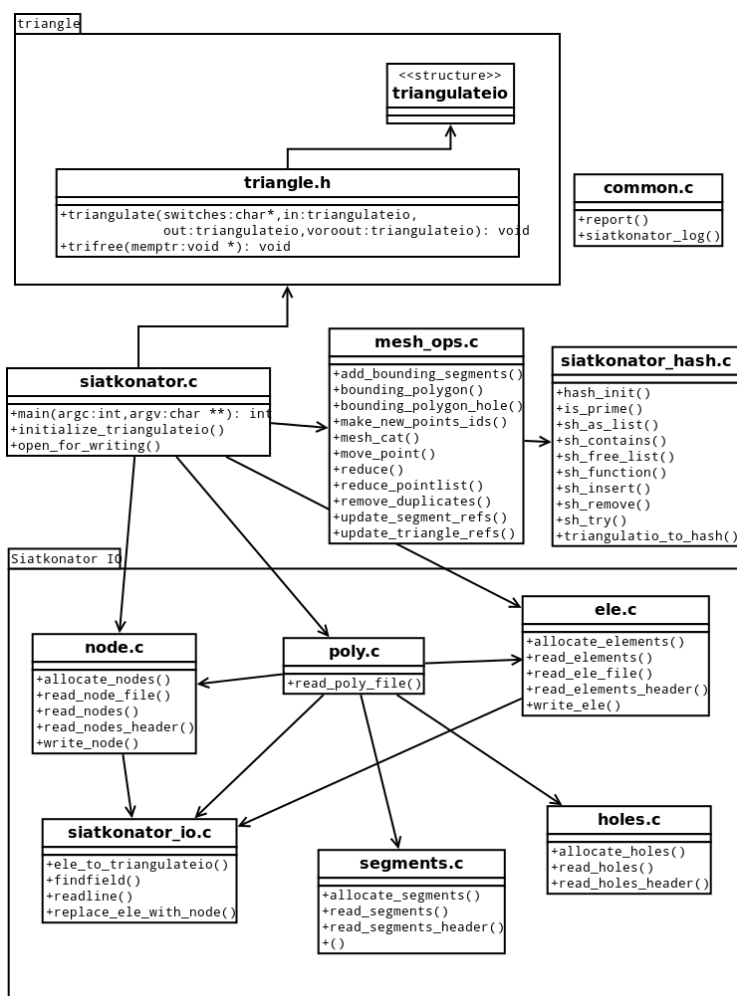 triangle
<<structure>>
triangulateio
triangle.h
+triangulate(switches:char*,in:triangulateio,
out:triangulateio,voroout:triangulateio): void
+trifree(memptr:void *): void
common.c
+report()
+siatkonator_log()
siatkonator.c
+main(argc:int,argv:char **): int
+initialize_triangulateio()
+open_for_writing()
mesh_ops.c
+add_bounding_segments()
+bounding_polygon()
+bounding_polygon_hole()
+make_new_points_ids()
+mesh_cat()
+move_point()
+reduce()
+reduce_pointlist()
+remove_duplicates()
+update_segment_refs()
+update_triangle_refs()
siatkonator_hash.c
+hash_init()
+is_prime()
+sh_as_list()
+sh_contains()
+sh_free_list()
+sh_function()
+sh_insert()
+sh_remove()
+sh_try()
+triangulatio_to_hash()
Siatkonator IO
node.c
+allocate_nodes()
+read_node_file()
+read_nodes()
+read_nodes_header()
+write_node()
poly.c
+read_poly_file()
ele.c
+allocate_elements()
+read_elements()
+read_ele_file()
+read_elements_header()
+write_ele()
siatkonator_io.c
+ele_to_triangulateio()
+findfield()
+readline()
+replace_ele_with_node()
segments.c
+allocate_segments()
+read_segments()
+read_segments_header()
+()
holes.c
+allocate_holes()
+read_holes()
+read_holes_header()